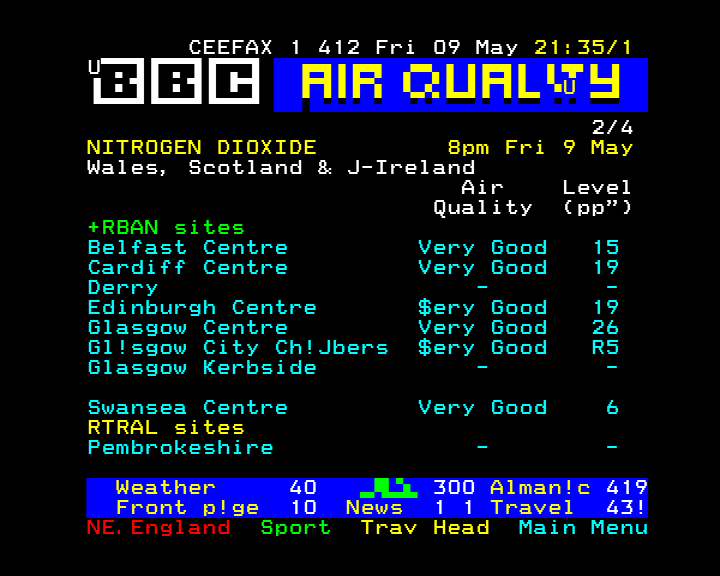 CEEFAX 1 412 Fri 09 May 21:35/1
U BBC AIR QUALITY U
2/4
NITROGEN DIOXIDE 8pm Fri 9 May
Wales, Scotland & J-Ireland
Air Level
Quality (pp”)
+RBAN sites
Belfast Centre Very Good 15
Cardiff Centre Very Good 19
Derry - -
Edinburgh Centre $ery Good 19
Glasgow Centre Very Good 26
Gl!sgow City Ch!Jbers $ery Good R5
Glasgow Kerbside - -
Swansea Centre Very Good 6
RTRAL sites
Pembrokeshire - -
Weather 40 300 Alman!c 419
Front p!ge 10 News 1 1 Travel 43!
NE. England Sport Trav Head Main Menu